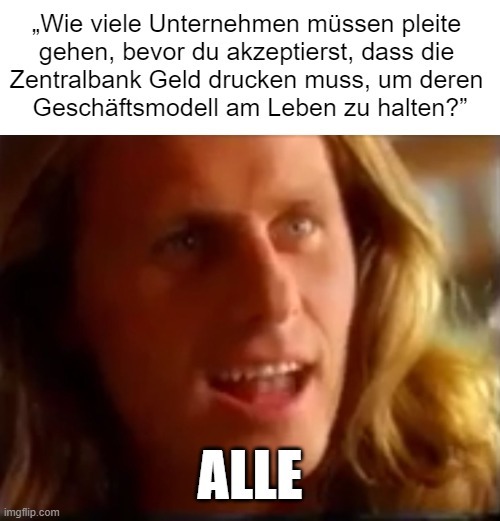 „Wie viele Unternehmen müssen pleite
gehen, bevor du akzeptierst, dass die
Zentralbank Geld drucken muss, um deren
Geschäftsmodell am Leben zu halten?”
ALLE
imgflip.com